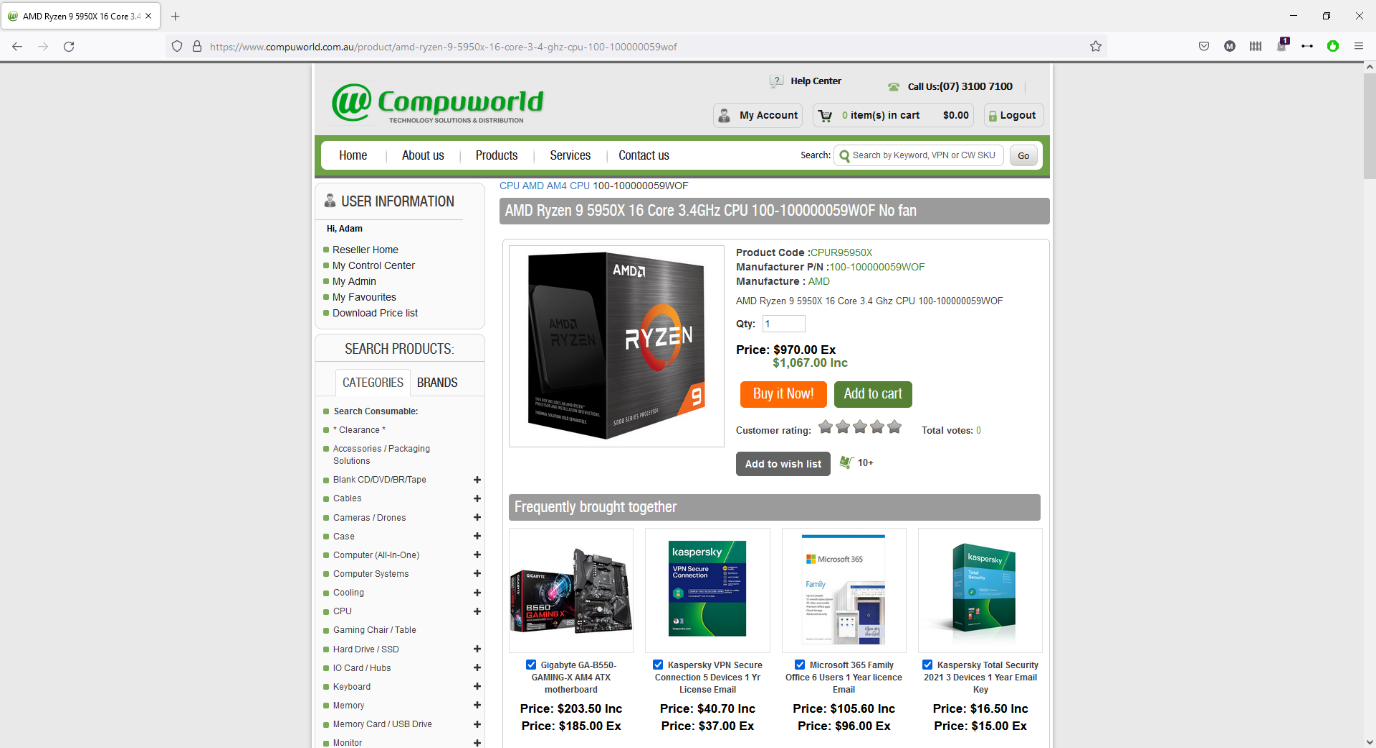 AMD Ryzen 9 5950X 16 Core 3.4
https://www.compuworld.com.au/product/amd-ryzen-9-5950x-16-core-3-4-ghz-cpu-100-100000059wof
M
1
Compuworld
TECHNOLOGY SOLUTIONS & DISTRIBUTION
? Help Center
Call Us:(07) 3100 7100
My Account
0 item(s) in cart $0.00
Logout
Home About us Products Services Contact us
Search: Search by Keyword, VPN or CW SKU Go
USER INFORMATION
Hi, Adam
Reseller Home
My Control Center
My Admin
My Favourites
Download Price list
SEARCH PRODUCTS:
CATEGORIES BRANDS
Search Consumable:
* Clearance *
Accessories / Packaging
Solutions
Blank CD/DVD/BR/Tape +
Cables +
Cameras / Drones +
Case +
Computer (All-In-One) +
Computer Systems +
Cooling +
CPU +
Gaming Chair / Table
Hard Drive / SSD +
IO Card / Hubs +
Keyboard +
Memory +
Memory Card / USB Drive +
Monitor +
CPU AMD AM4 CPU 100-100000059WOF
AMD Ryzen 9 5950X 16 Core 3.4GHz CPU 100-100000059WOF No fan
AMD
AMD
RYZEN
RYZEN
9
5000 SERIES PROCESSOR
Product Code :CPUR95950X
Manufacturer P/N :100-100000059WOF
Manufacture : AMD
AMD Ryzen 9 5950X 16 Core 3.4 Ghz CPU 100-100000059WOF
Qty: 1
Price: $970.00 Ex
$1,067.00 Inc
Buy it Now! Add to cart
Customer rating: Total votes: 0
Add to wish list 10+
Frequently brought together
GIGABYTE
B550
GAMING X
kaspersky
VPN Secure
Connection
Microsoft 365
Family
kaspersky
Total
Security
Gigabyte GA-B550-
GAMING-X AM4 ATX
motherboard
Price: $203.50 Inc
Price: $185.00 Ex
Kaspersky VPN Secure
Connection 5 Devices 1 Yr
License Email
Price: $40.70 Inc
Price: $37.00 Ex
Microsoft 365 Family
Office 6 Users 1 Year licence
Email
Price: $105.60 Inc
Price: $96.00 Ex
Kaspersky Total Security
2021 3 Devices 1 Year Email
Key
Price: $16.50 Inc
Price: $15.00 Ex